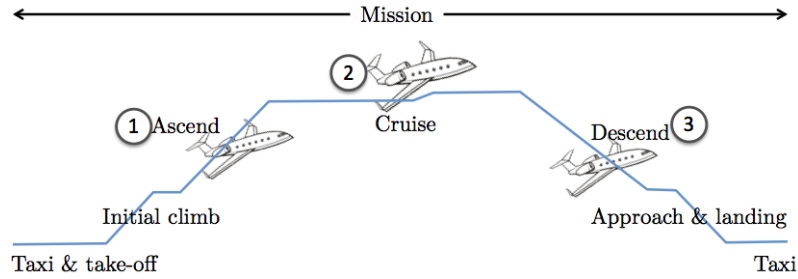 Mission
2
1 Ascend
Cruise
Descend 3
Initial climb
Approach & landing
Taxi & take-off
Taxi